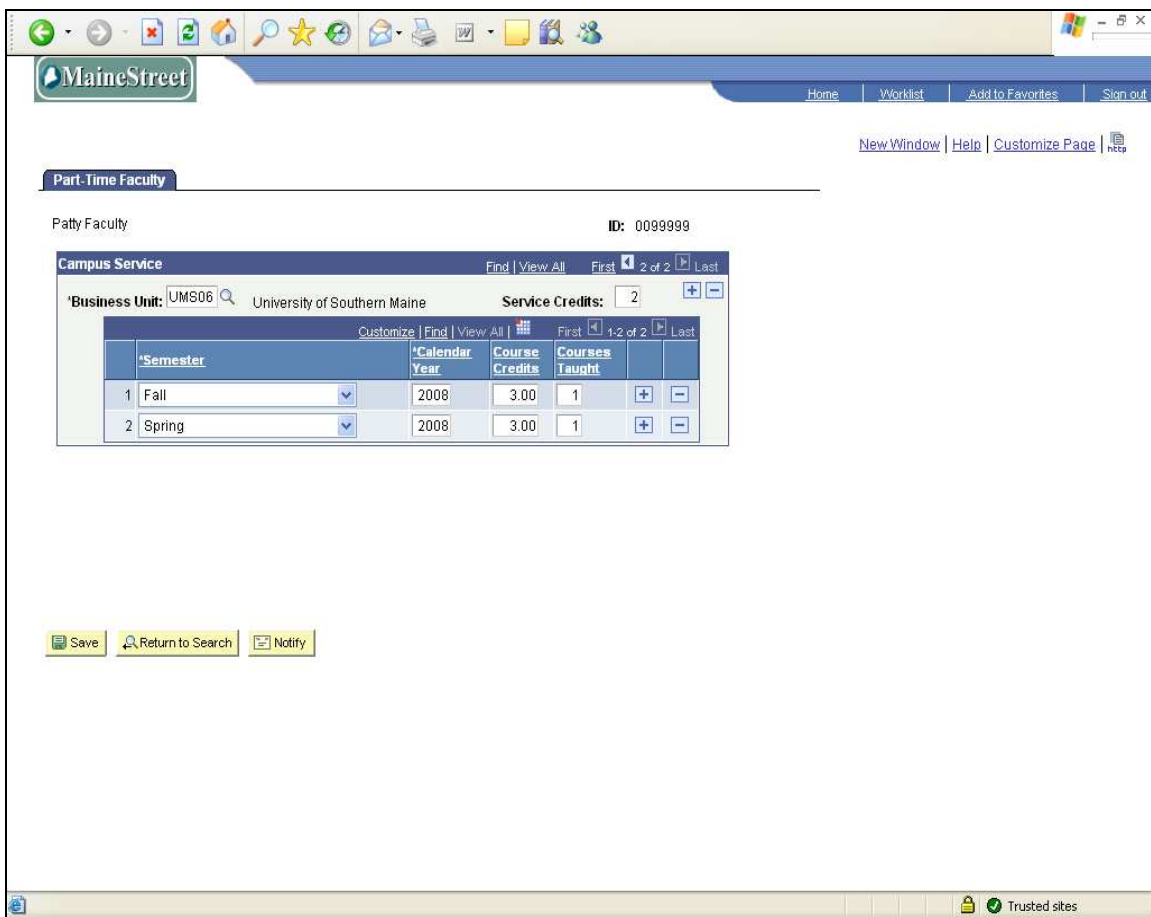 MaineStreet
Home | Worklist | Add to Favorites | Sign out
New Window | Help | Customize Page | http
Part-Time Faculty
Patty Faculty ID: 0099999
Campus Service Find | View All First 2 of 2 Last
*Business Unit: UMS06 University of Southern Maine Service Credits: 2
Customize | Find | View All | First 1-2 of 2 Last
*Semester *Calendar Year Course Credits Courses Taught
1 Fall 2008 3.00 1
2 Spring 2008 3.00 1
Save Return to Search Notify
Trusted sites